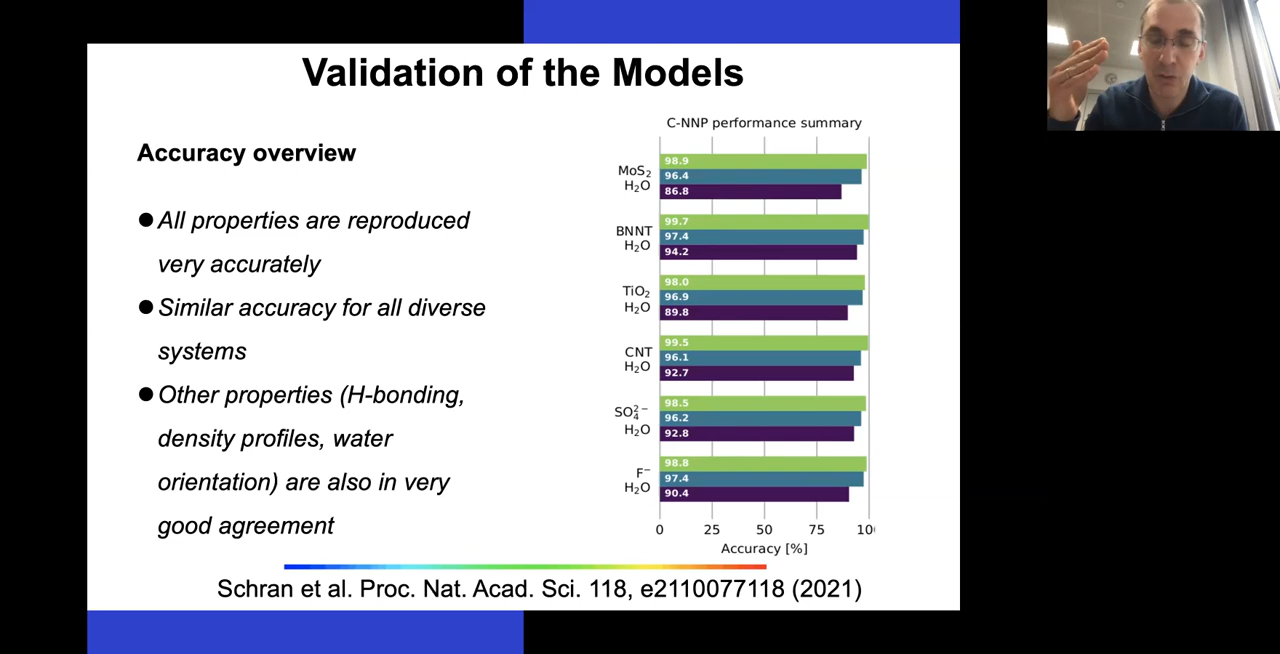 Validation of the Models
Accuracy overview
● All properties are reproduced
very accurately
● Similar accuracy for all diverse
systems
● Other properties (H-bonding,
density profiles, water
orientation) are also in very
good agreement
C-NNP performance summary
MoS₂
H₂O
98.9
96.4
86.8
BNNT
H₂O
99.7
97.4
94.2
TiO₂
H₂O
98.0
96.9
89.8
CNT
H₂O
99.5
96.1
92.7
SO₄²⁻
H₂O
98.5
96.2
92.8
F⁻
H₂O
98.8
97.4
90.4
0 25 50 75 10
Accuracy [%]
Schran et al. Proc. Nat. Acad. Sci. 118, e2110077118 (2021)